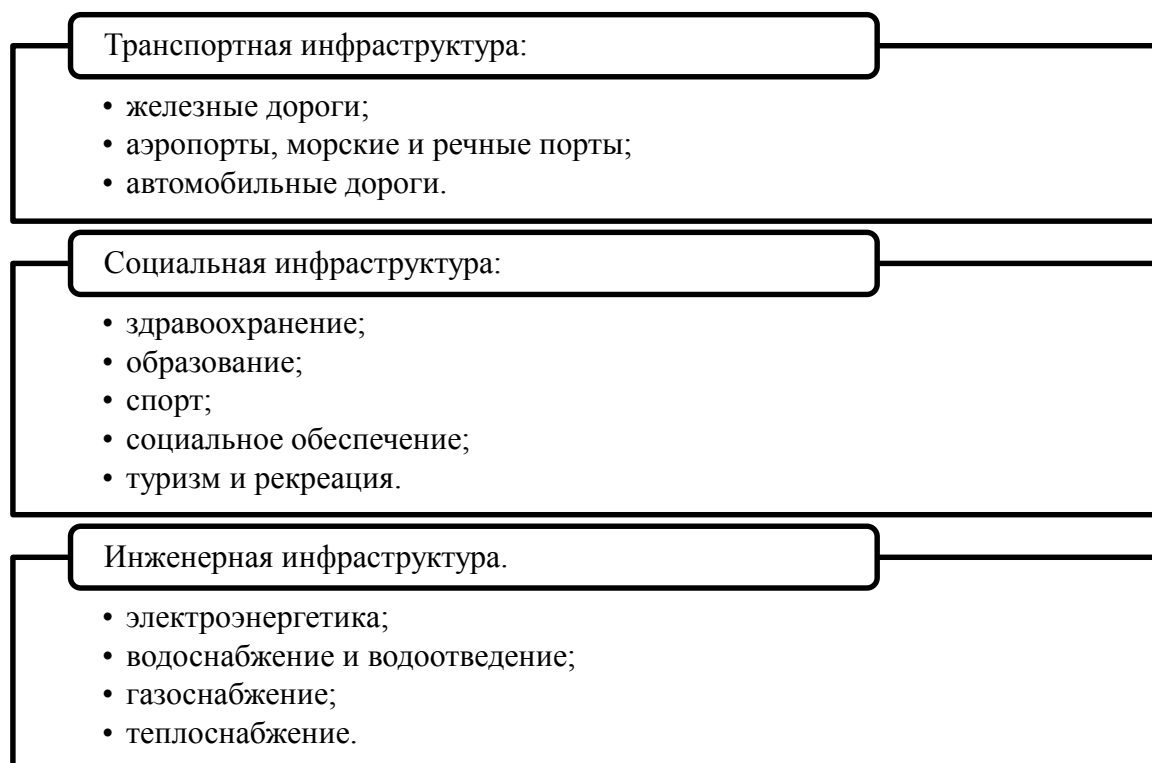 Транспортная инфраструктура:
• железные дороги;
• аэропорты, морские и речные порты;
• автомобильные дороги.
Социальная инфраструктура:
• здравоохранение;
• образование;
• спорт;
• социальное обеспечение;
• туризм и рекреация.
Инженерная инфраструктура.
• электроэнергетика;
• водоснабжение и водоотведение;
• газоснабжение;
• теплоснабжение.